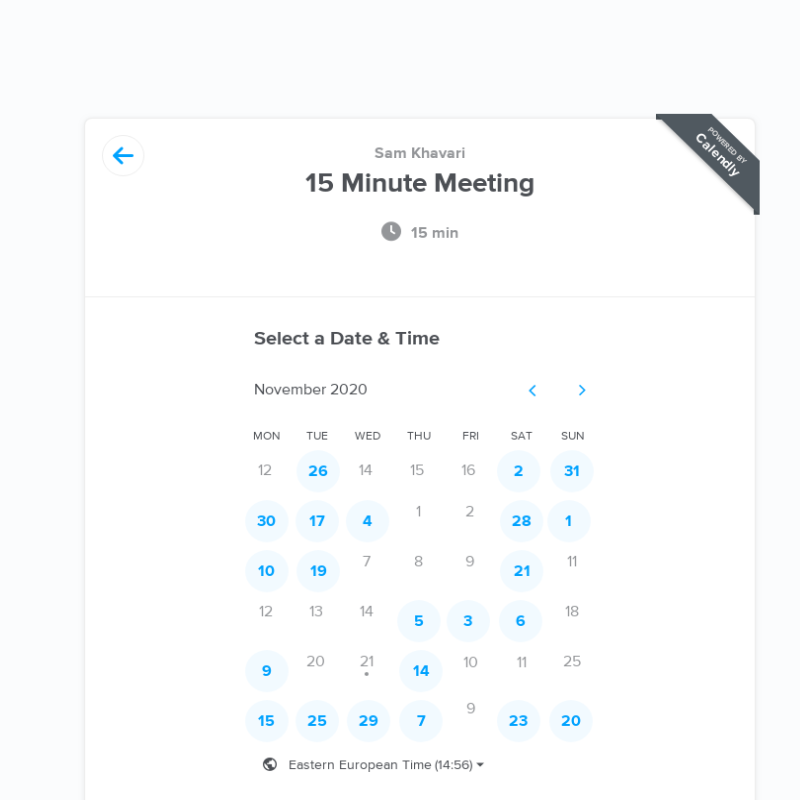 POWERED BY
Calendly
Sam Khavari
15 Minute Meeting
15 min
Select a Date & Time
November 2020
MON TUE WED THU FRI SAT SUN
12 26 14 15 16 2 31
30 17 4 1 2 28 1
10 19 7 8 9 21 11
12 13 14 5 3 6 18
9 20 21 14 10 11 25
15 25 29 7 9 23 20
Eastern European Time (14:56)